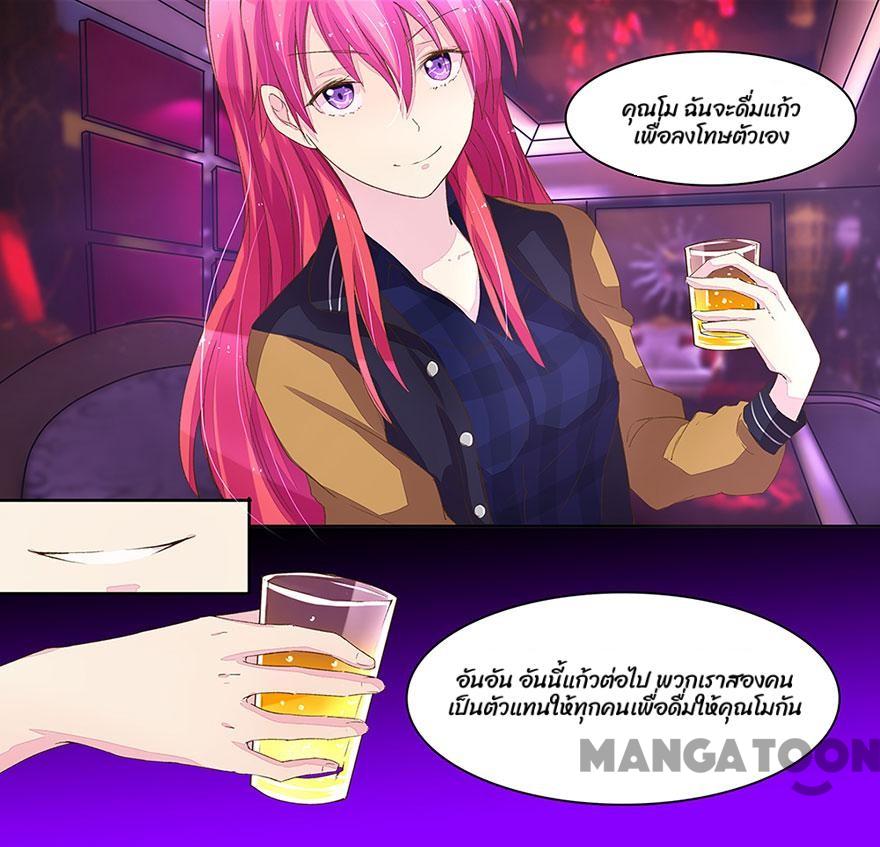 คุณโม ฉันจะดื่มแก้ว
เพื่อลงโทษตัวเอง
อันอัน อันนี้แก้วต่อไป พวกเราสองคน
เป็นตัวแทนให้ทุกคนเพื่อดื่มให้คุณโมกัน
MANGATOON